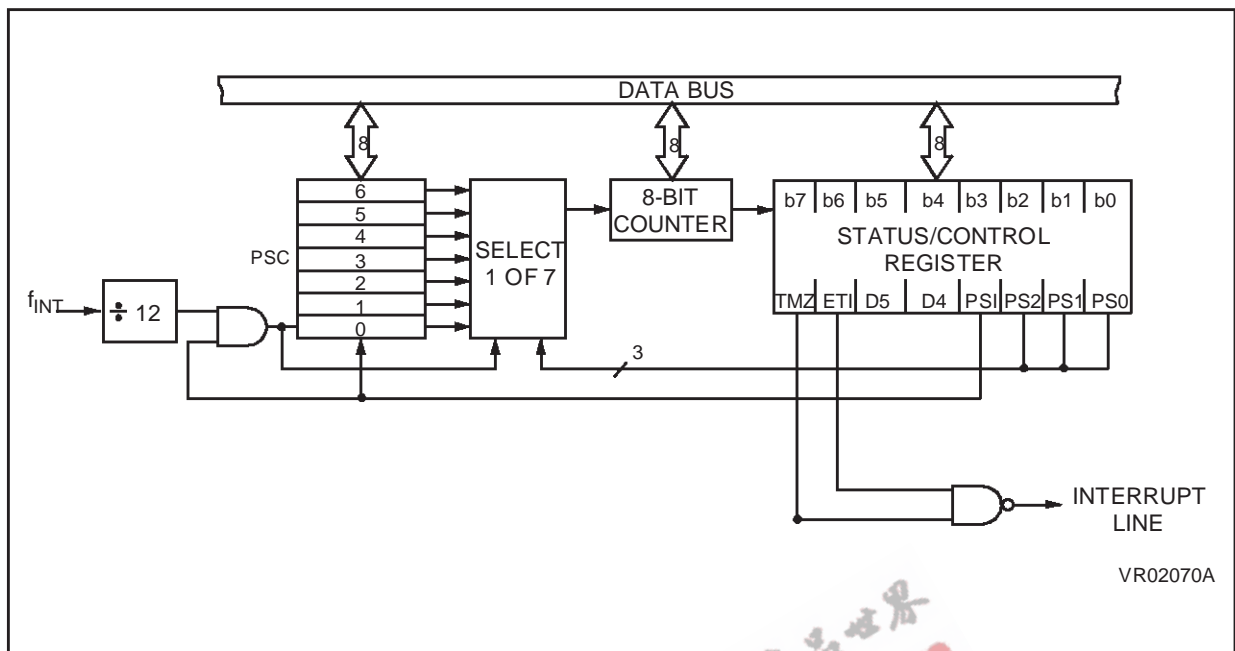 DATA BUS
8
8
8
6
5
4
3
2
1
0
PSC
SELECT
1 OF 7
8-BIT
COUNTER
b7 b6 b5 b4 b3 b2 b1 b0
STATUS/CONTROL
REGISTER
TMZ ETI D5 D4 PSI PS2 PS1 PS0
fINT
÷ 12
3
INTERRUPT
LINE
VR02070A